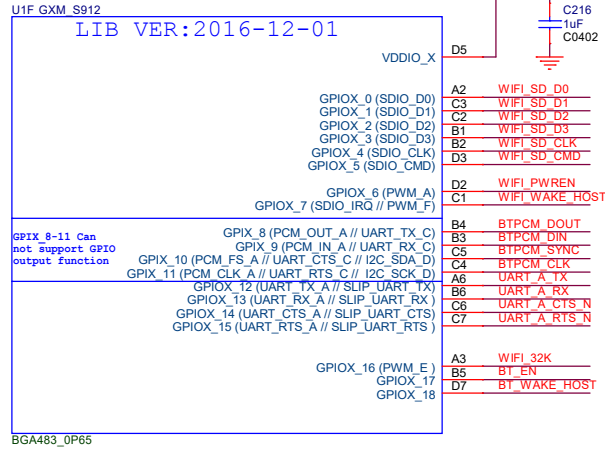 U1F GXM_S912
LIB VER:2016-12-01
C216
1uF
C0402
VDDIO_X D5
GPIOX_0 (SDIO_D0) A2 WIFI_SD_D0
GPIOX_1 (SDIO_D1) C3 WIFI_SD_D1
GPIOX_2 (SDIO_D2) C2 WIFI_SD_D2
GPIOX_3 (SDIO_D3) B1 WIFI_SD_D3
GPIOX_4 (SDIO_CLK) B2 WIFI_SD_CLK
GPIOX_5 (SDIO_CMD) D3 WIFI_SD_CMD
GPIOX_6 (PWM_A) D2 WIFI_PWREN
GPIOX_7 (SDIO_IRQ // PWM_F) C1 WIFI_WAKE_HOST
GPIX_8-11 Can
not support GPIO
output function
GPIX_8 (PCM_OUT_A // UART_TX_C) B4 BTPCM_DOUT
GPIX_9 (PCM_IN_A // UART_RX_C) B3 BTPCM_DIN
GPIX_10 (PCM_FS_A // UART_CTS_C // I2C_SDA_D) C5 BTPCM_SYNC
GPIX_11 (PCM_CLK_A // UART_RTS_C // I2C_SCK_D) C4 BTPCM_CLK
GPIOX_12 (UART_TX_A // SLIP_UART_TX) A6 UART_A_TX
GPIOX_13 (UART_RX_A // SLIP_UART_RX ) B6 UART_A_RX
GPIOX_14 (UART_CTS_A // SLIP_UART_CTS) C6 UART_A_CTS_N
GPIOX_15 (UART_RTS_A // SLIP_UART_RTS ) C7 UART_A_RTS_N
GPIOX_16 (PWM_E ) A3 WIFI_32K
GPIOX_17 B5 BT_EN
GPIOX_18 D7 BT_WAKE_HOST
BGA483_0P65